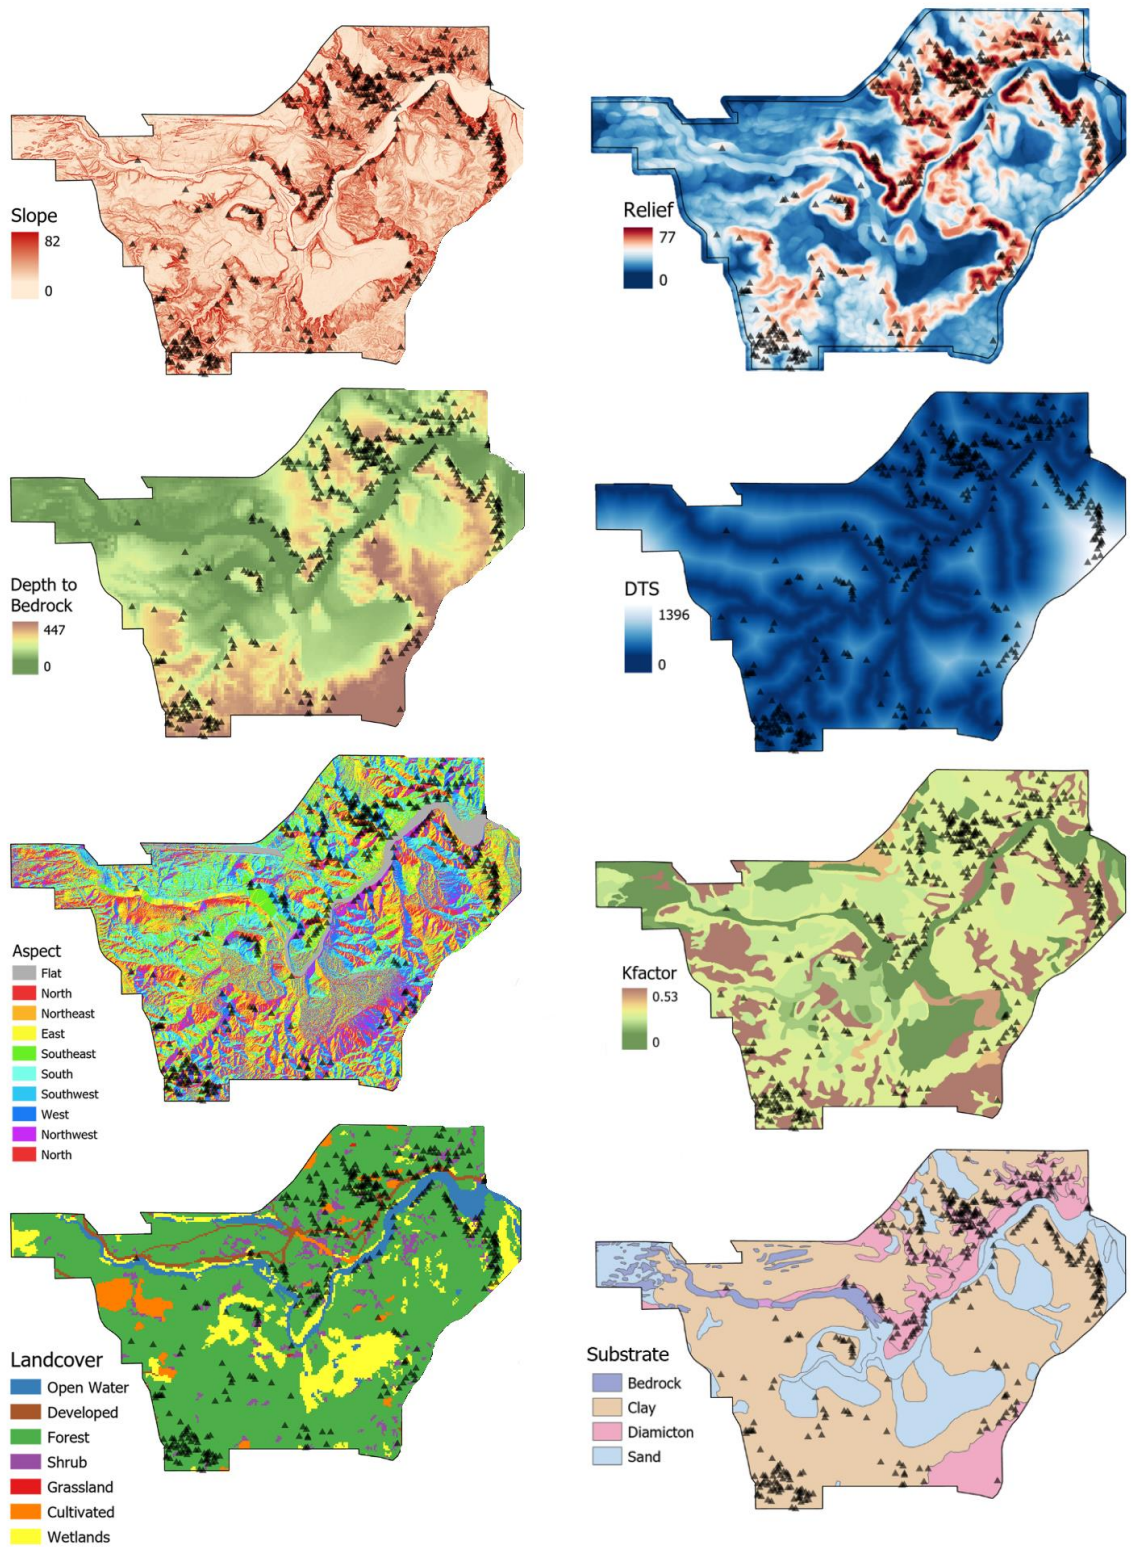 Slope
82
0
Relief
77
0
Depth to
Bedrock
447
0
DTS
1396
0
Aspect
Flat
North
Northeast
East
Southeast
South
Southwest
West
Northwest
North
Kfactor
0.53
0
Landcover
Open Water
Developed
Forest
Shrub
Grassland
Cultivated
Wetlands
Substrate
Bedrock
Clay
Diamicton
Sand